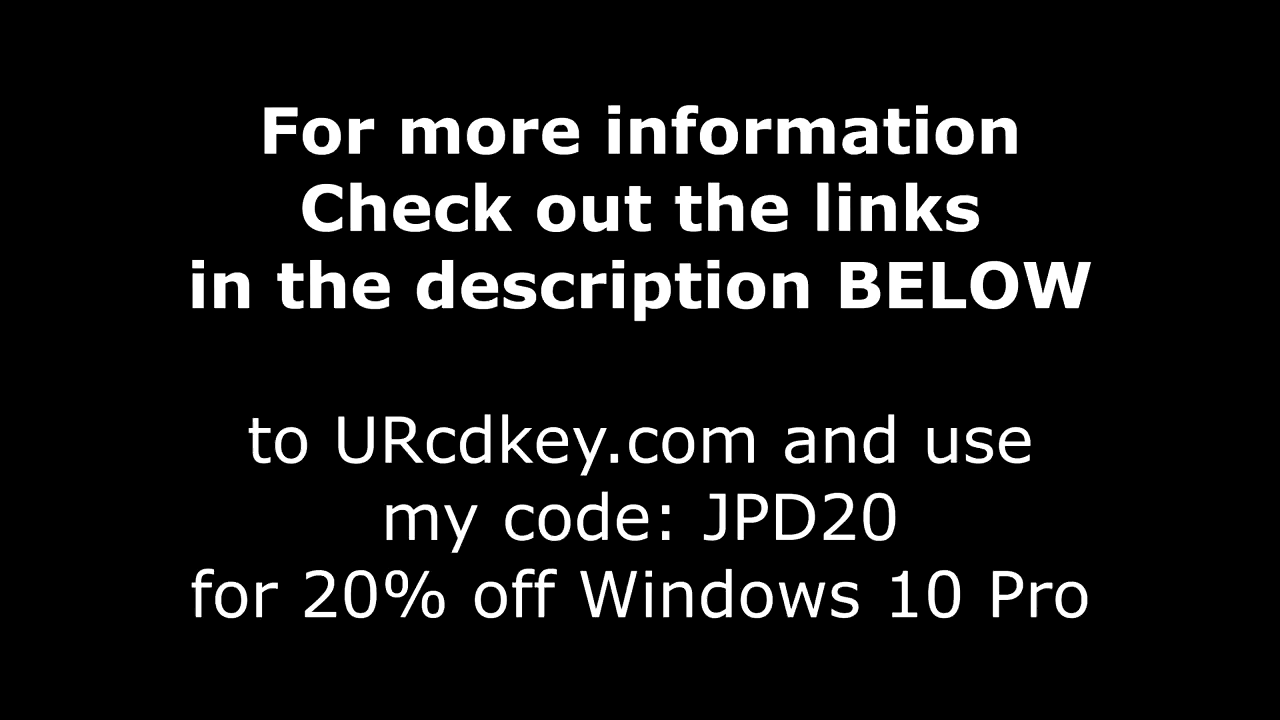 For more information
Check out the links
in the description BELOW
to URcdkey.com and use
my code: JPD20
for 20% off Windows 10 Pro